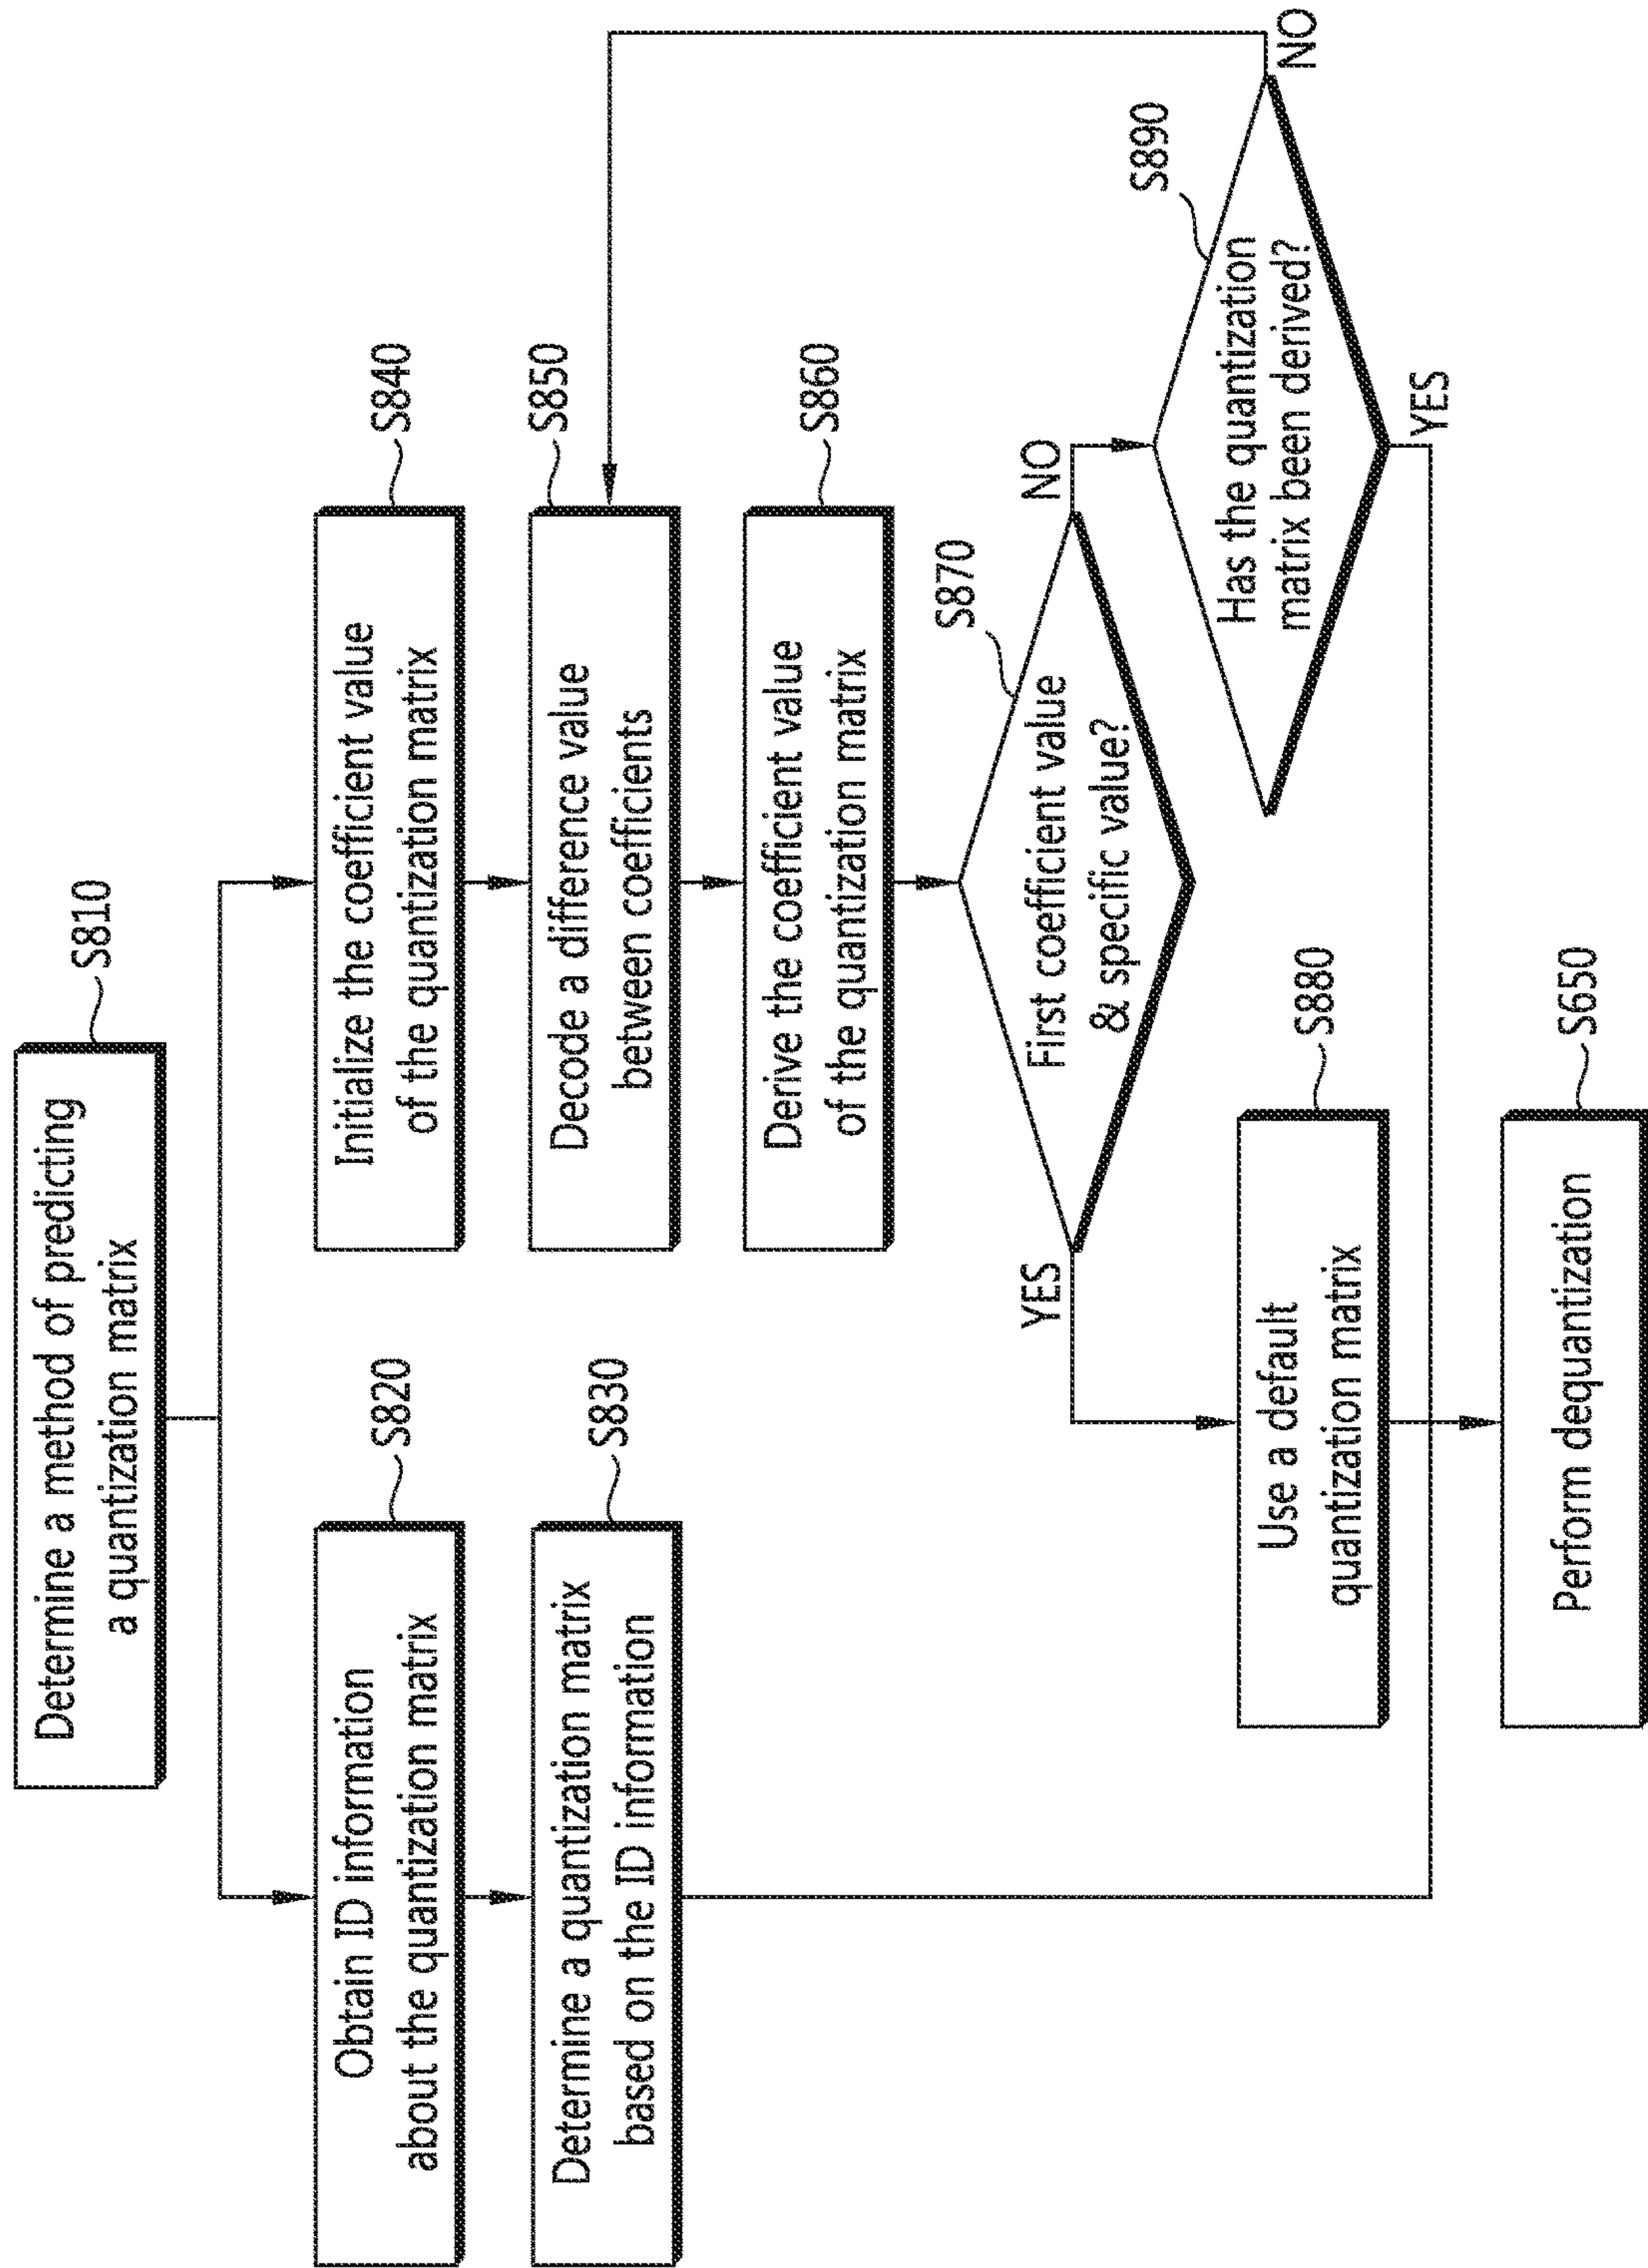 Determine a method of predicting
a quantization matrix
S810
Obtain ID information
about the quantization matrix
S820
Determine a quantization matrix
based on the ID information
S830
Initialize the coefficient value
of the quantization matrix
S840
Decode a difference value
between coefficients
S850
Derive the coefficient value
of the quantization matrix
S860
First coefficient value
& specific value?
S870
YES
NO
Use a default
quantization matrix
S880
Has the quantization
matrix been derived?
S890
NO
YES
Perform dequantization
S650